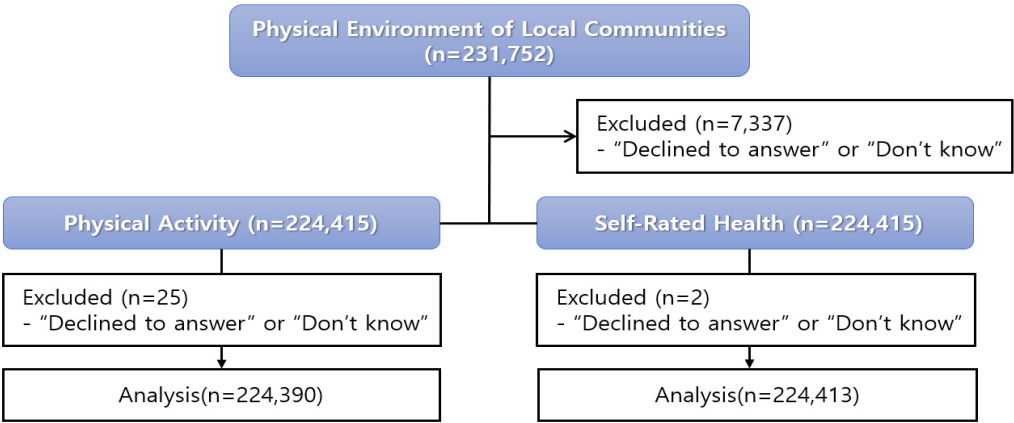 Physical Environment of Local Communities
(n=231,752)
Excluded (n=7,337)
- “Declined to answer” or “Don’t know”
Physical Activity (n=224,415)
Self-Rated Health (n=224,415)
Excluded (n=25)
- “Declined to answer” or “Don’t know”
Excluded (n=2)
- “Declined to answer” or “Don’t know”
Analysis(n=224,390)
Analysis(n=224,413)